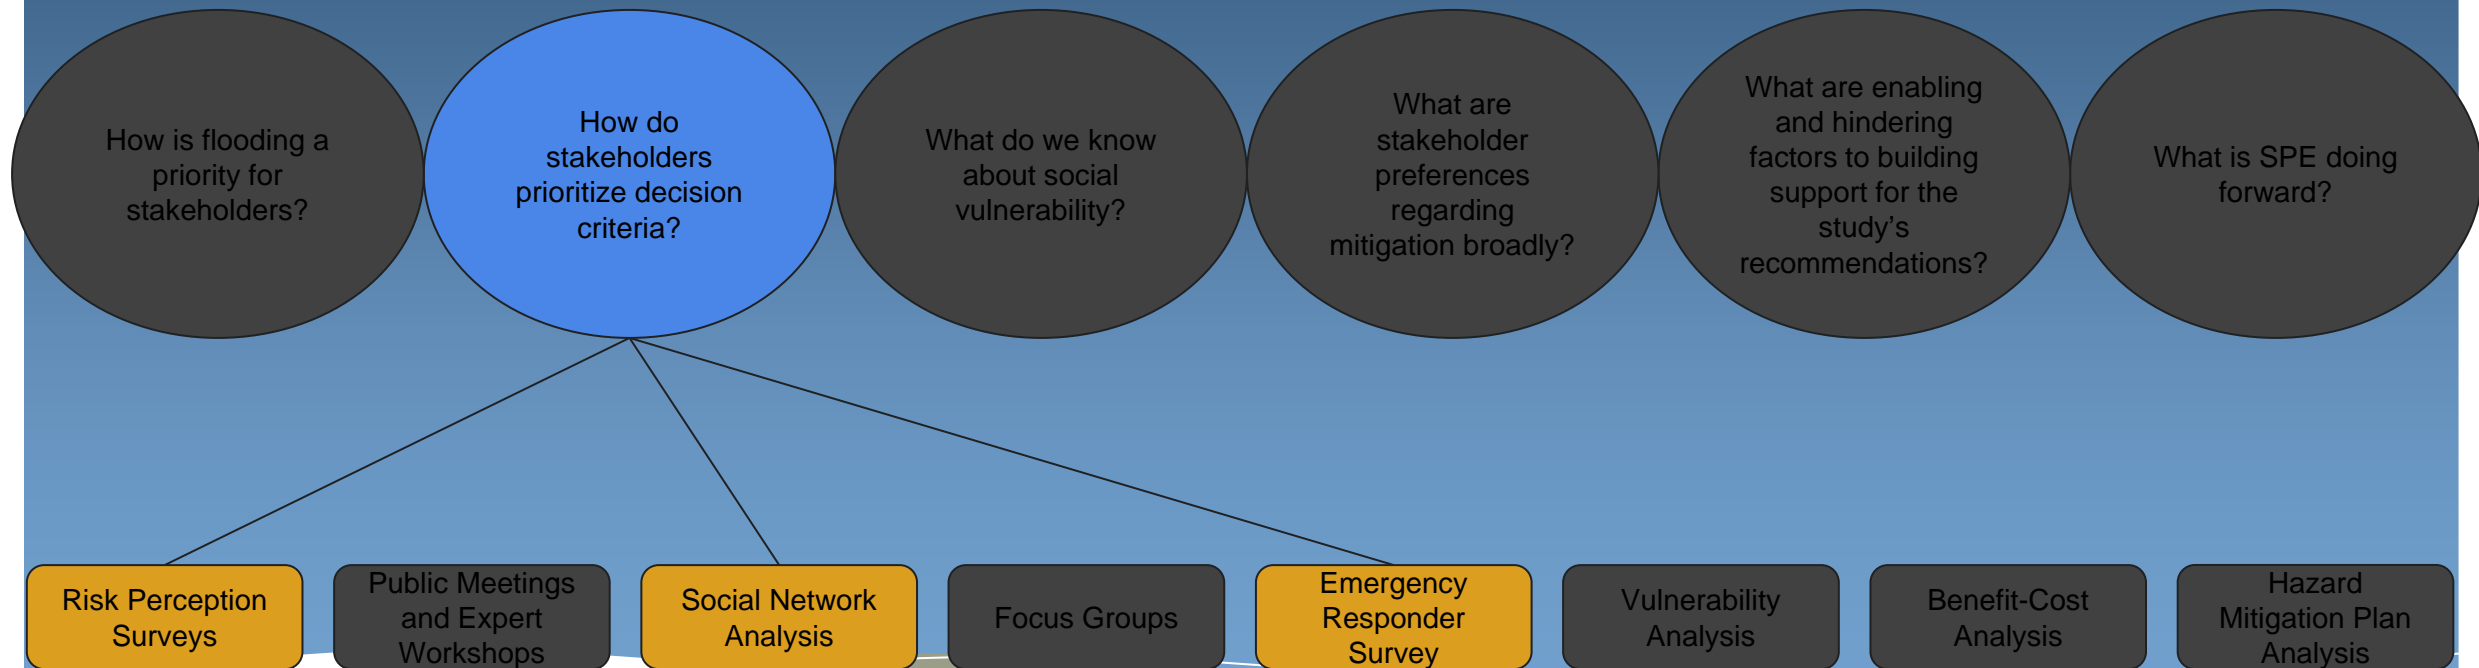 How is flooding a
priority for
stakeholders?
How do
stakeholders
prioritize decision
criteria?
What do we know
about social
vulnerability?
What are
stakeholder
preferences
regarding
mitigation broadly?
What are enabling
and hindering
factors to building
support for the
study’s
recommendations?
What is SPE doing
forward?
Risk Perception
Surveys
Public Meetings
and Expert
Workshops
Social Network
Analysis
Focus Groups
Emergency
Responder
Survey
Vulnerability
Analysis
Benefit-Cost
Analysis
Hazard
Mitigation Plan
Analysis